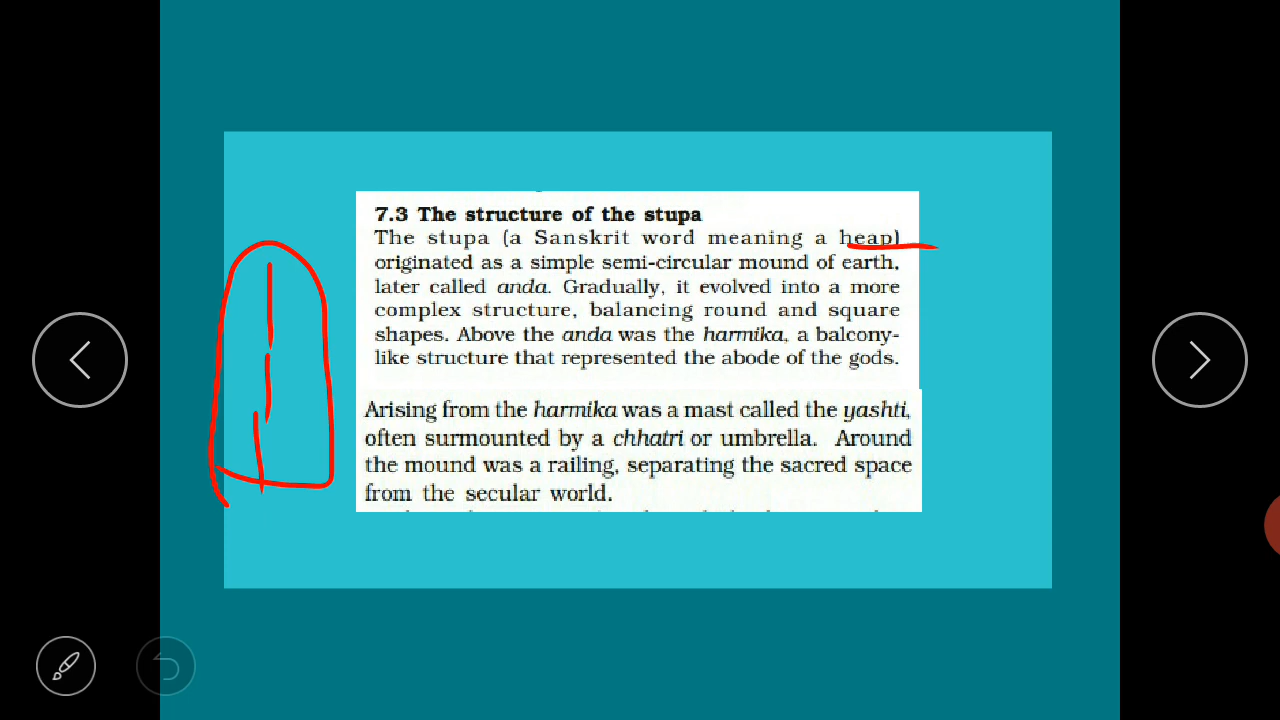 7.3 The structure of the stupa
The stupa (a Sanskrit word meaning a heap)
originated as a simple semi-circular mound of earth,
later called anda. Gradually, it evolved into a more
complex structure, balancing round and square
shapes. Above the anda was the harmika, a balcony-
like structure that represented the abode of the gods.
Arising from the harmika was a mast called the yashti,
often surmounted by a chhatri or umbrella. Around
the mound was a railing, separating the sacred space
from the secular world.